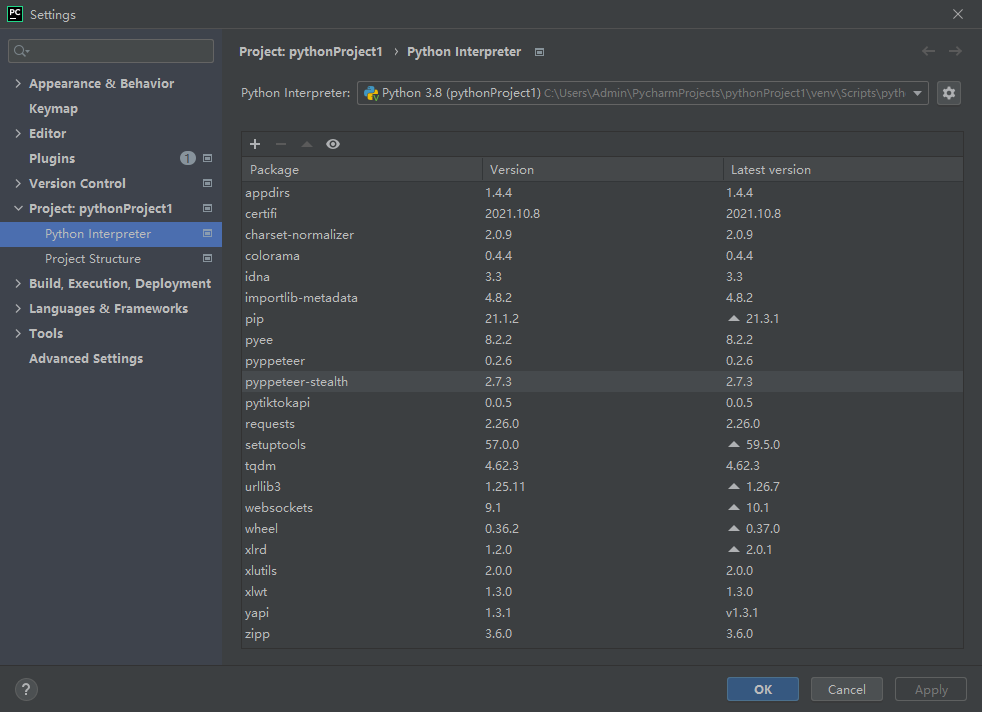 PC Settings
Appearance & Behavior
Keymap
Editor
Plugins 1
Version Control
Project: pythonProject1
Python Interpreter
Project Structure
Build, Execution, Deployment
Languages & Frameworks
Tools
Advanced Settings
Project: pythonProject1 › Python Interpreter
Python Interpreter: Python 3.8 (pythonProject1) C:\Users\Admin\PycharmProjects\pythonProject1\venv\Scripts\pyth
Package Version Latest version
appdirs 1.4.4 1.4.4
certifi 2021.10.8 2021.10.8
charset-normalizer 2.0.9 2.0.9
colorama 0.4.4 0.4.4
idna 3.3 3.3
importlib-metadata 4.8.2 4.8.2
pip 21.1.2 21.3.1
pyee 8.2.2 8.2.2
pyppeteer 0.2.6 0.2.6
pyppeteer-stealth 2.7.3 2.7.3
pytiktokapi 0.0.5 0.0.5
requests 2.26.0 2.26.0
setuptools 57.0.0 59.5.0
tqdm 4.62.3 4.62.3
urllib3 1.25.11 1.26.7
websockets 9.1 10.1
wheel 0.36.2 0.37.0
xlrd 1.2.0 2.0.1
xlutils 2.0.0 2.0.0
xlwt 1.3.0 1.3.0
yapi 1.3.1 v1.3.1
zipp 3.6.0 3.6.0
? OK Cancel Apply